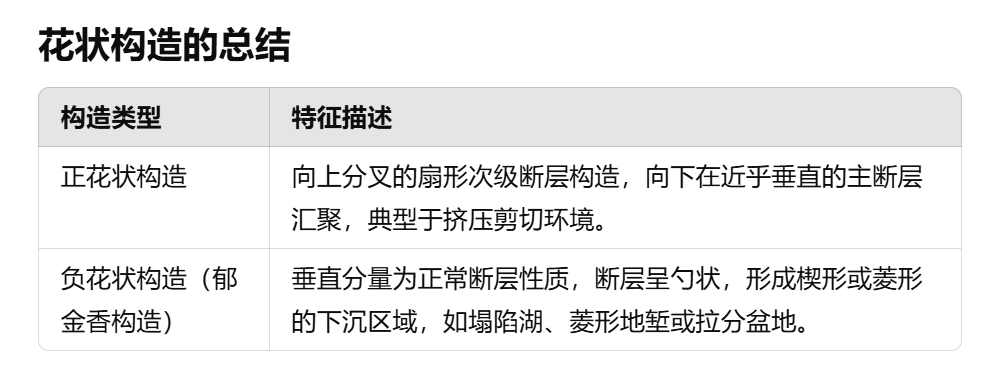 花状构造的总结
构造类型
特征描述
正花状构造
向上分叉的扇形次级断层构造，向下在近乎垂直的主断层
汇聚，典型于挤压剪切环境。
负花状构造（郁
金香构造）
垂直分量为正常断层性质，断层呈勺状，形成楔形或菱形
的下沉区域，如塌陷湖、菱形地堑或拉分盆地。